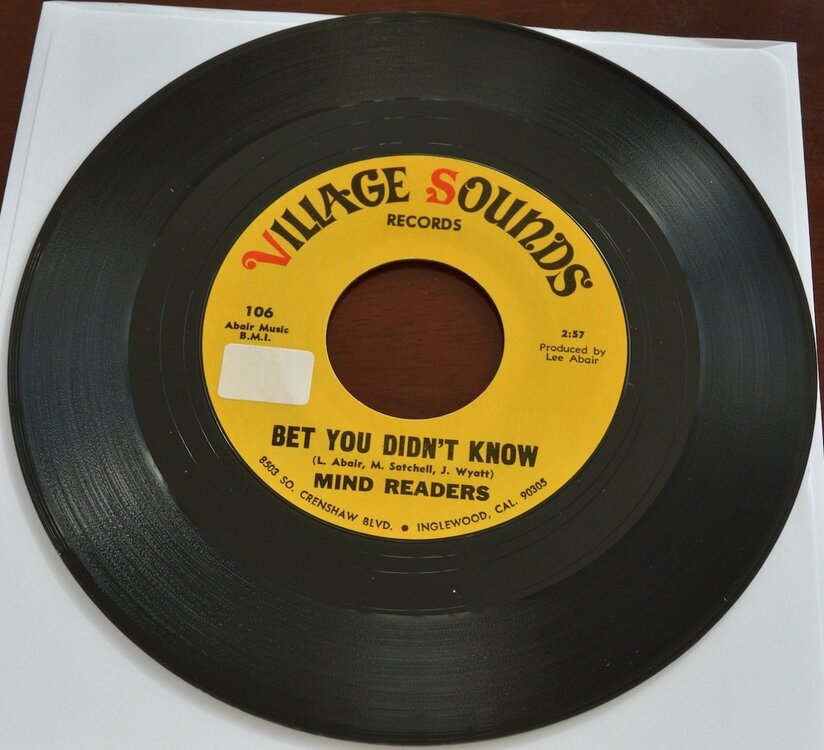 VILLAGE SOUNDS
RECORDS
106
Abair Music
B.M.I.
2:57
Produced by
Lee Abair
BET YOU DIDN'T KNOW
(L. Abair, M. Satchell, J. Wyatt)
MIND READERS
8503 SO. CRENSHAW BLVD. • INGLEWOOD, CAL. 90305